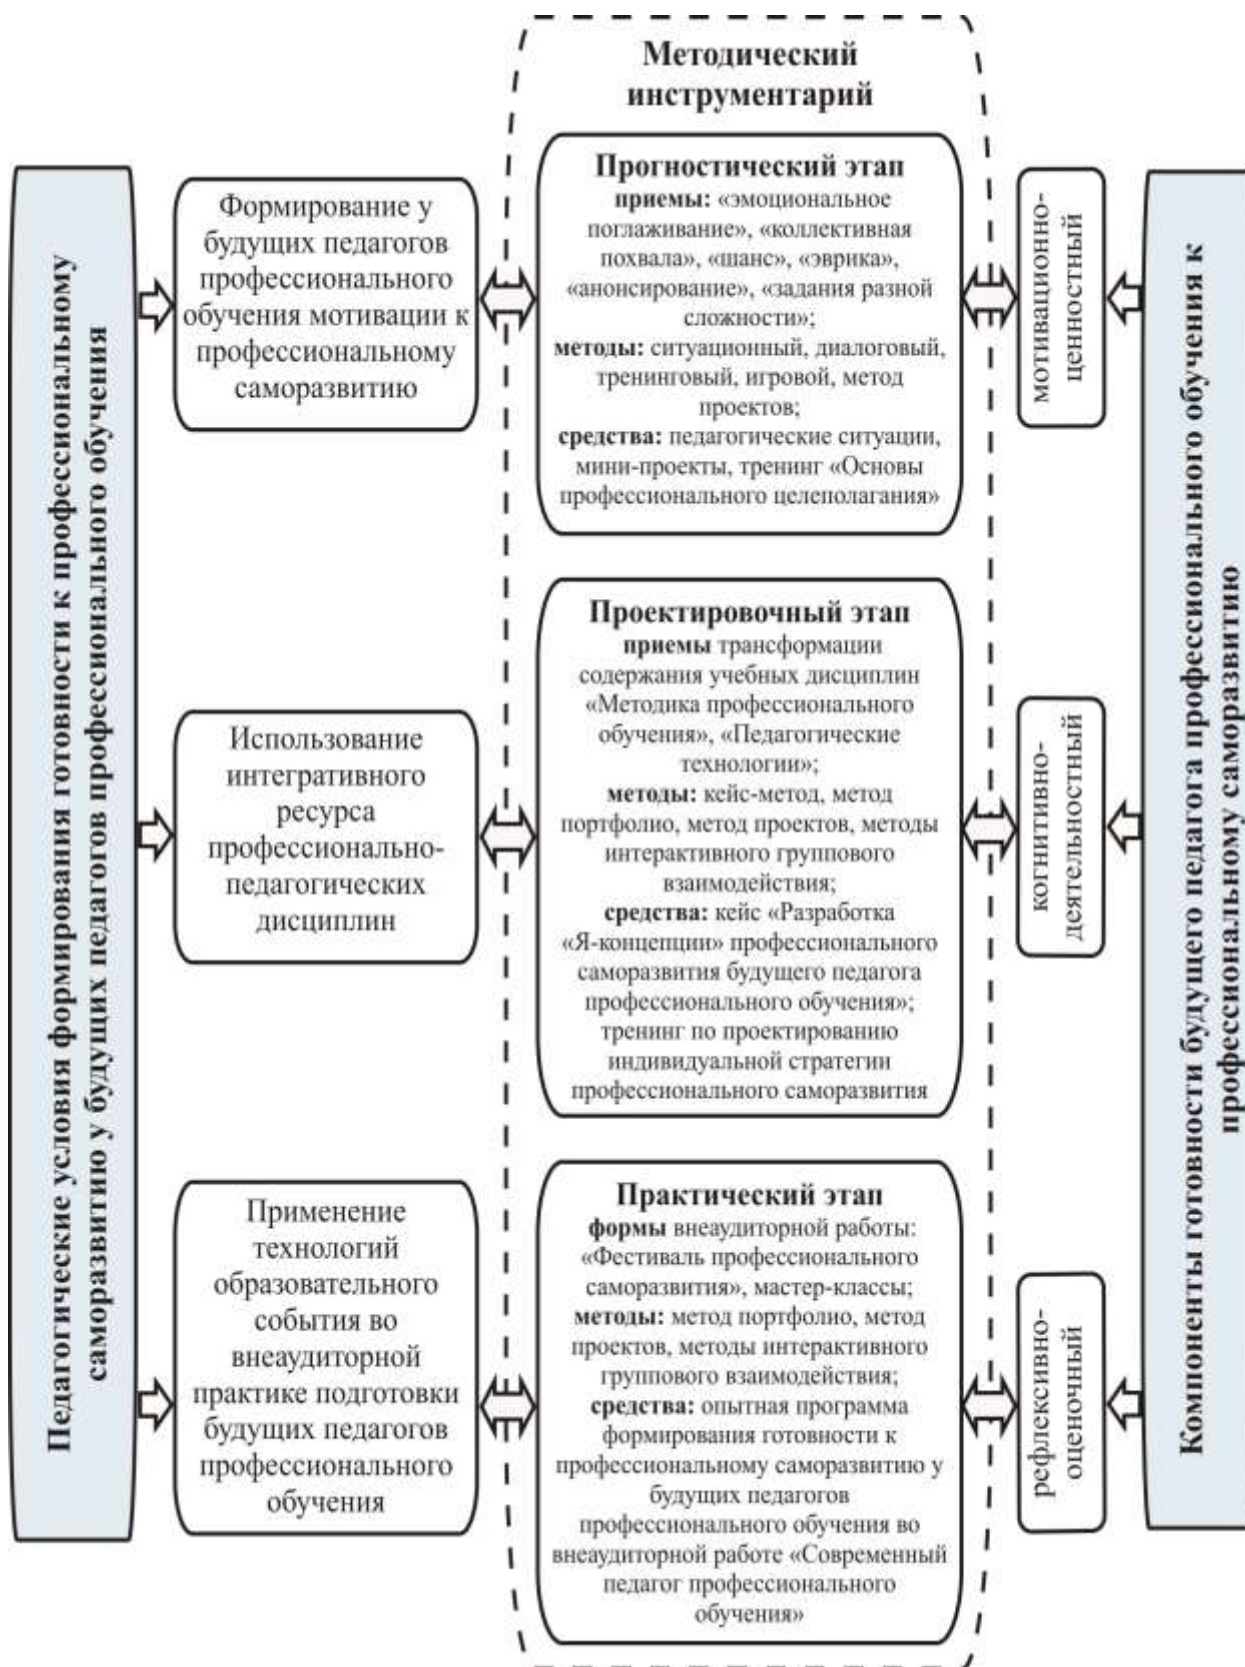 Педагогические условия формирования готовности к профессиональному
саморазвитию у будущих педагогов профессионального обучения
Формирование у
будущих педагогов
профессионального
обучения мотивации к
профессиональному
саморазвитию
Использование
интегративного
ресурса
профессионально-
педагогических
дисциплин
Применение
технологий
образовательного
события во
внеаудиторной
практике подготовки
будущих педагогов
профессионального
обучения
Методический
инструментарий
Прогностический этап
приемы: «эмоциональное
поглаживание», «коллективная
похвала», «шанс», «эврика»,
«анонсирование», «задания разной
сложности»;
методы: ситуационный, диалоговый,
тренинговый, игровой, метод
проектов;
средства: педагогические ситуации,
мини-проекты, тренинг «Основы
профессионального целеполагания»
Проектировочный этап
приемы трансформации
содержания учебных дисциплин
«Методика профессионального
обучения», «Педагогические
технологии»;
методы: кейс-метод, метод
портфолио, метод проектов, методы
интерактивного группового
взаимодействия;
средства: кейс «Разработка
«Я-концепции» профессионального
саморазвития будущего педагога
профессионального обучения»;
тренинг по проектированию
индивидуальной стратегии
профессионального саморазвития
Практический этап
формы внеаудиторной работы:
«Фестиваль профессионального
саморазвития», мастер-классы;
методы: метод портфолио, метод
проектов, методы интерактивного
группового взаимодействия;
средства: опытная программа
формирования готовности к
профессиональному саморазвитию у
будущих педагогов
профессионального обучения во
внеаудиторной работе «Современный
педагог профессионального
обучения»
мотивационно-
ценностный
когнитивно-
деятельностный
рефлексивно-
оценочный
Компоненты готовности будущего педагога профессионального обучения к
профессиональному саморазвитию